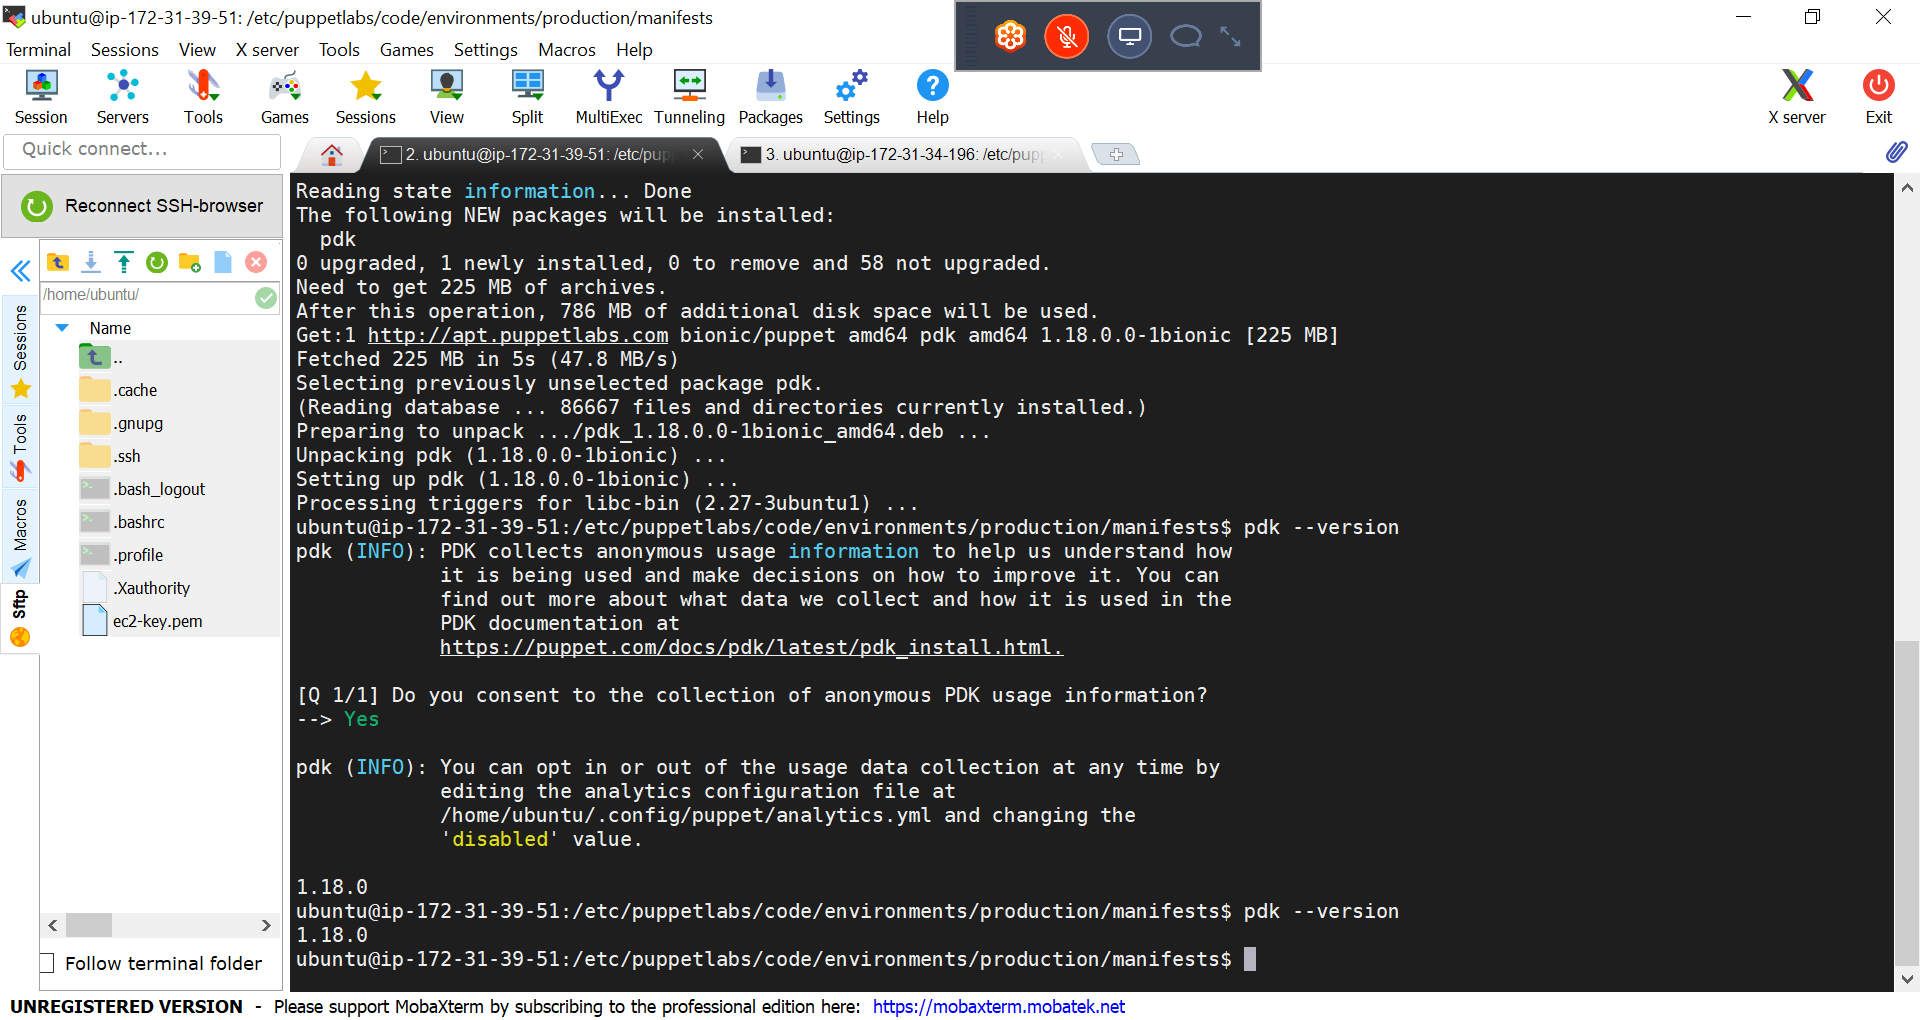 ubuntu@ip-172-31-39-51: /etc/puppetlabs/code/environments/production/manifests
Terminal Sessions View X server Tools Games Settings Macros Help
Session Servers Tools Games Sessions View Split MultiExec Tunneling Packages Settings Help X server Exit
Quick connect...
2. ubuntu@ip-172-31-39-51: /etc/pup
3. ubuntu@ip-172-31-34-196: /etc/pupp
Reconnect SSH-browser
/home/ubuntu/
Name
..
.cache
.gnupg
.ssh
.bash_logout
.bashrc
.profile
.Xauthority
ec2-key.pem
Sessions
Tools
Macros
Sftp
Follow terminal folder
Reading state information... Done
The following NEW packages will be installed:
pdk
0 upgraded, 1 newly installed, 0 to remove and 58 not upgraded.
Need to get 225 MB of archives.
After this operation, 786 MB of additional disk space will be used.
Get:1 http://apt.puppetlabs.com bionic/puppet amd64 pdk amd64 1.18.0.0-1bionic [225 MB]
Fetched 225 MB in 5s (47.8 MB/s)
Selecting previously unselected package pdk.
(Reading database ... 86667 files and directories currently installed.)
Preparing to unpack .../pdk_1.18.0.0-1bionic_amd64.deb ...
Unpacking pdk (1.18.0.0-1bionic) ...
Setting up pdk (1.18.0.0-1bionic) ...
Processing triggers for libc-bin (2.27-3ubuntu1) ...
ubuntu@ip-172-31-39-51:/etc/puppetlabs/code/environments/production/manifests$ pdk --version
pdk (INFO): PDK collects anonymous usage information to help us understand how
it is being used and make decisions on how to improve it. You can
find out more about what data we collect and how it is used in the
PDK documentation at
https://puppet.com/docs/pdk/latest/pdk_install.html.
[Q 1/1] Do you consent to the collection of anonymous PDK usage information?
--> Yes
pdk (INFO): You can opt in or out of the usage data collection at any time by
editing the analytics configuration file at
/home/ubuntu/.config/puppet/analytics.yml and changing the
'disabled' value.
1.18.0
ubuntu@ip-172-31-39-51:/etc/puppetlabs/code/environments/production/manifests$ pdk --version
1.18.0
ubuntu@ip-172-31-39-51:/etc/puppetlabs/code/environments/production/manifests$
UNREGISTERED VERSION - Please support MobaXterm by subscribing to the professional edition here: https://mobaxterm.mobatek.net